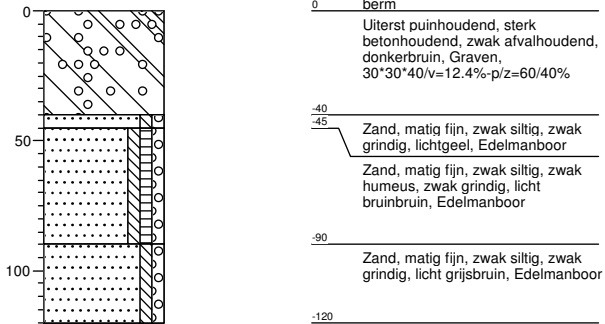 0
50
100
0
berm
Uiterst puinhoudend, sterk
betonhoudend, zwak afvalhoudend,
donkerbruin, Graven,
30*30*40/v=12.4%-p/z=60/40%
-40
-45
Zand, matig fijn, zwak siltig, zwak
grindig, lichtgeel, Edelmanboor
Zand, matig fijn, zwak siltig, zwak
humeus, zwak grindig, licht
bruinbruin, Edelmanboor
-90
Zand, matig fijn, zwak siltig, zwak
grindig, licht grijsbruin, Edelmanboor
-120